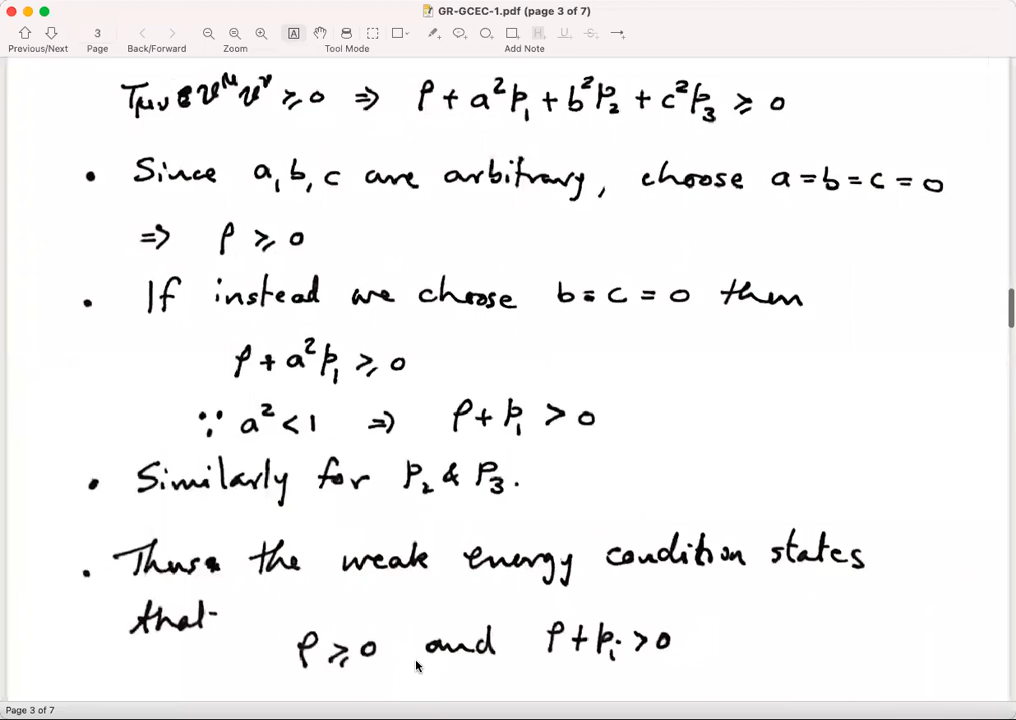 GR-GCEC-1.pdf (page 3 of 7)
3
Previous/Next Page Back/Forward Zoom Tool Mode Add Note
Tμν v^μ v^ν ⩾ 0 ⇒ ρ + a²p₁ + b²p₂ + c²p₃ ⩾ 0
• Since a, b, c are arbitrary, choose a = b = c = 0
⇒ ρ ⩾ 0
• If instead we choose b = c = 0 then
ρ + a²p₁ ⩾ 0
∵ a² < 1 ⇒ ρ + p₁ > 0
• Similarly for p₂ & p₃.
• Thus the weak energy condition states
that
ρ ⩾ 0 and ρ + pᵢ > 0
Page 3 of 7